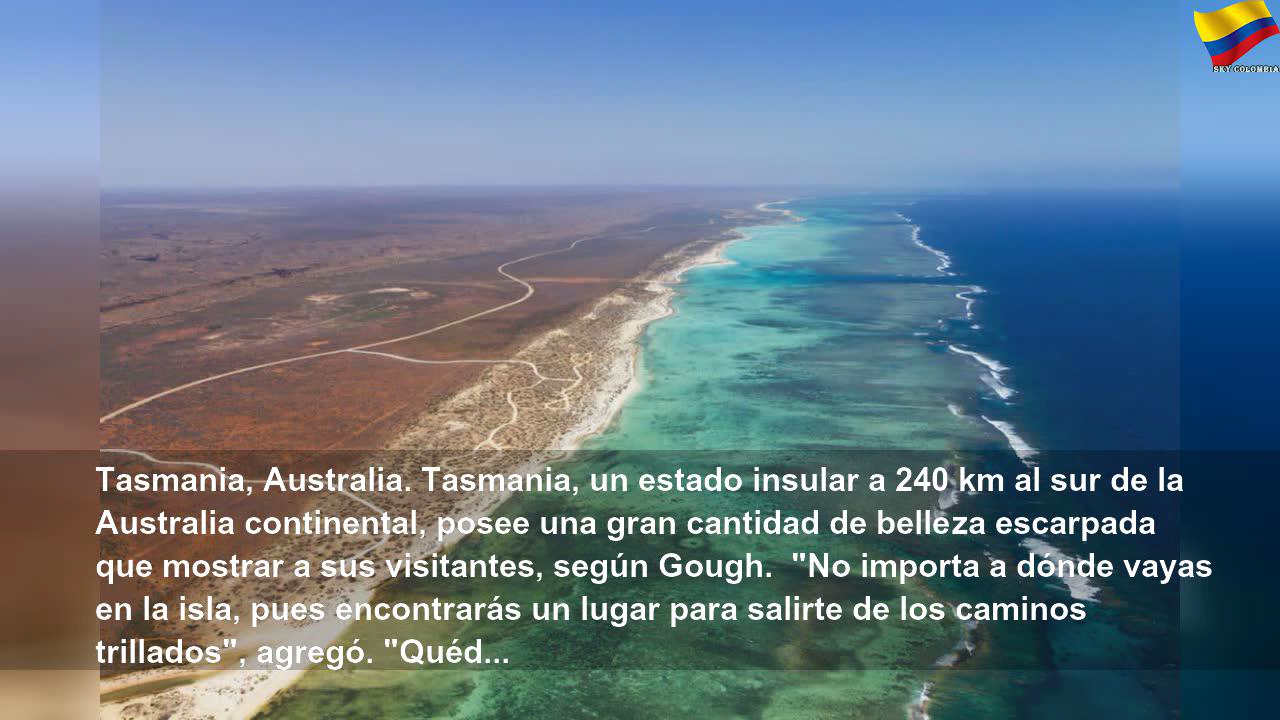 SKY COLOMBIA
Tasmania, Australia. Tasmania, un estado insular a 240 km al sur de la
Australia continental, posee una gran cantidad de belleza escarpada
que mostrar a sus visitantes, según Gough.  "No importa a dónde vayas
en la isla, pues encontrarás un lugar para salirte de los caminos
trillados", agregó. "Quéd...